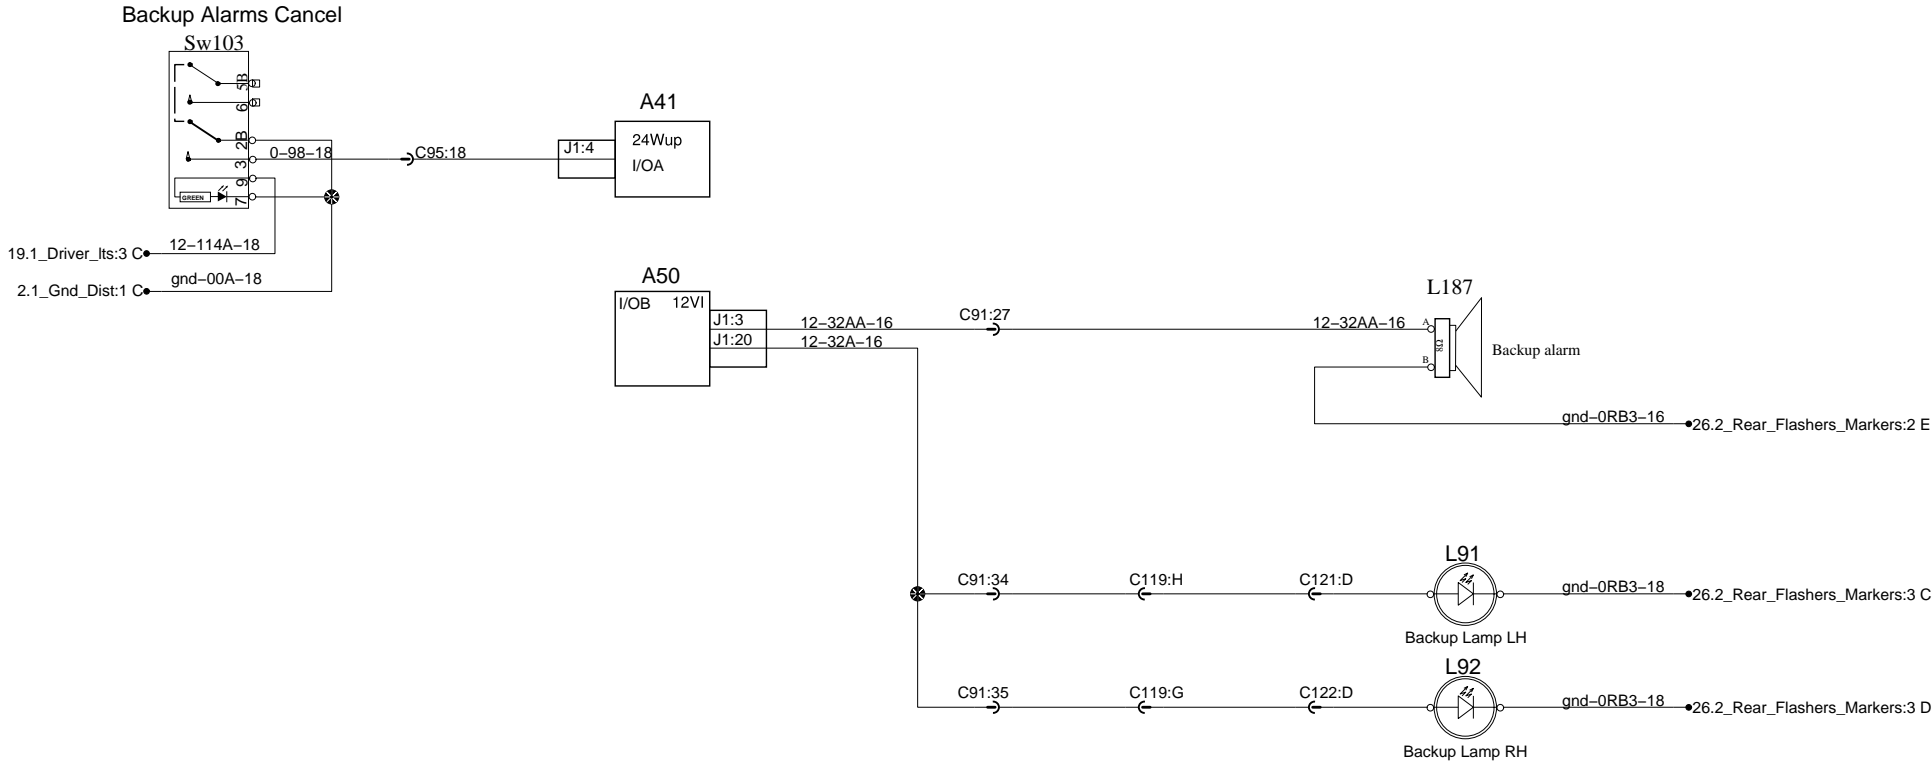 Backup Alarms Cancel
Sw103
5B
6
2B
3
9
7
GREEN
0-98-18
C95:18
A41
J1:4
24Wup
I/OA
19.1_Driver_lts:3 C
12-114A-18
2.1_Gnd_Dist:1 C
gnd-00A-18
A50
I/OB 12VI
J1:3
J1:20
12-32AA-16
12-32A-16
C91:27
12-32AA-16
L187
A
8Ω
B
Backup alarm
gnd-0RB3-16
26.2_Rear_Flashers_Markers:2 E
C91:34
C119:H
C121:D
L91
Backup Lamp LH
gnd-0RB3-18
26.2_Rear_Flashers_Markers:3 C
C91:35
C119:G
C122:D
L92
Backup Lamp RH
gnd-0RB3-18
26.2_Rear_Flashers_Markers:3 D